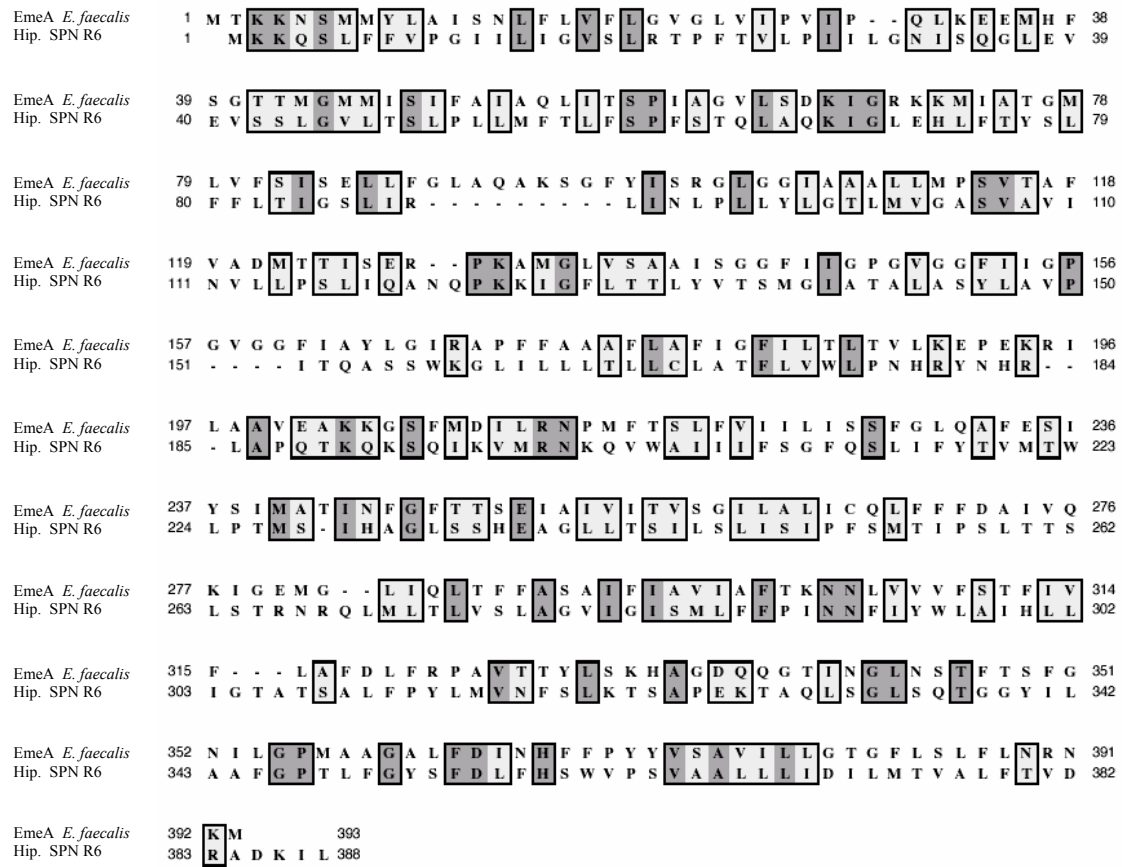 EmeA E. faecalis 1 M T K K N S M M Y L A I S N L F L V F L G V G L V I P V I P - - Q L K E E M H F 38
Hip. SPN R6 1 M K K Q S L F F V P G I I L I G V S L R T P F T V L P I I L G N I S Q G L E V 39
EmeA E. faecalis 39 S G T T M G M M I S I F A I A Q L I T S P I A G V L S D K I G R K K M I A T G M 78
Hip. SPN R6 40 E V S S L G V L T S L P L L M F T L F S P F S T Q L A Q K I G L E H L F T Y S L 79
EmeA E. faecalis 79 L V F S I S E L L F G L A Q A K S G F Y I S R G L G G I A A A L L M P S V T A F 118
Hip. SPN R6 80 F F L T I G S L I R - - - - - - - - - L I N L P L L Y L G T L M V G A S V A V I 110
EmeA E. faecalis 119 V A D M T T I S E R - - P K A M G L V S A A I S G G F I I G P G V G G F I I G P 156
Hip. SPN R6 111 N V L L P S L I Q A N Q P K K I G F L T T L Y V T S M G I A T A L A S Y L A V P 150
EmeA E. faecalis 157 G V G G F I A Y L G I R A P F F A A A F L A F I G F I L T L T V L K E P E K R I 196
Hip. SPN R6 151 - - - - I T Q A S S W K G L I L L L T L L C L A T F L V W L P N H R Y N H R - - 184
EmeA E. faecalis 197 L A A V E A K K G S F M D I L R N P M F T S L F V I L I S S F G L Q A F E S I 236
Hip. SPN R6 185 - L A P Q T K Q K S Q I K V M R N K Q V W A I I I F S G F Q S L I F Y T V M T W 223
EmeA E. faecalis 237 Y S I M A T I N F G F T T S E I A I V I T V S G I L A L I C Q L F F F D A I V Q 276
Hip. SPN R6 224 L P T M S - I H A G L S S H E A G L L T S I L S L I S I P F S M T I P S L T T S 262
EmeA E. faecalis 277 K I G E M G - - L I Q L T F F A S A I F I A V I A F T K N N L V V V F S T F I V 314
Hip. SPN R6 263 L S T R N R Q L M L T L V S L A G V I G I S M L F F P I N N F I Y W L A I H L L 302
EmeA E. faecalis 315 F - - - L A F D L F R P A V T T Y L S K H A G D Q Q G T I N G L N S T F T S F G 351
Hip. SPN R6 303 I G T A T S A L F P Y L M V N F S L K T S A P E K T A Q L S G L S Q T G G Y I L 342
EmeA E. faecalis 352 N I L G P M A A G A L F D I N H F F P Y Y V S A V I L L G T G F L S L F L N R N 391
Hip. SPN R6 343 A A F G P T L F G Y S F D L F H S W V P S V A A L L L I D I L M T V A L F T V D 382
EmeA E. faecalis 392 K M 393
Hip. SPN R6 383 R A D K I L 388